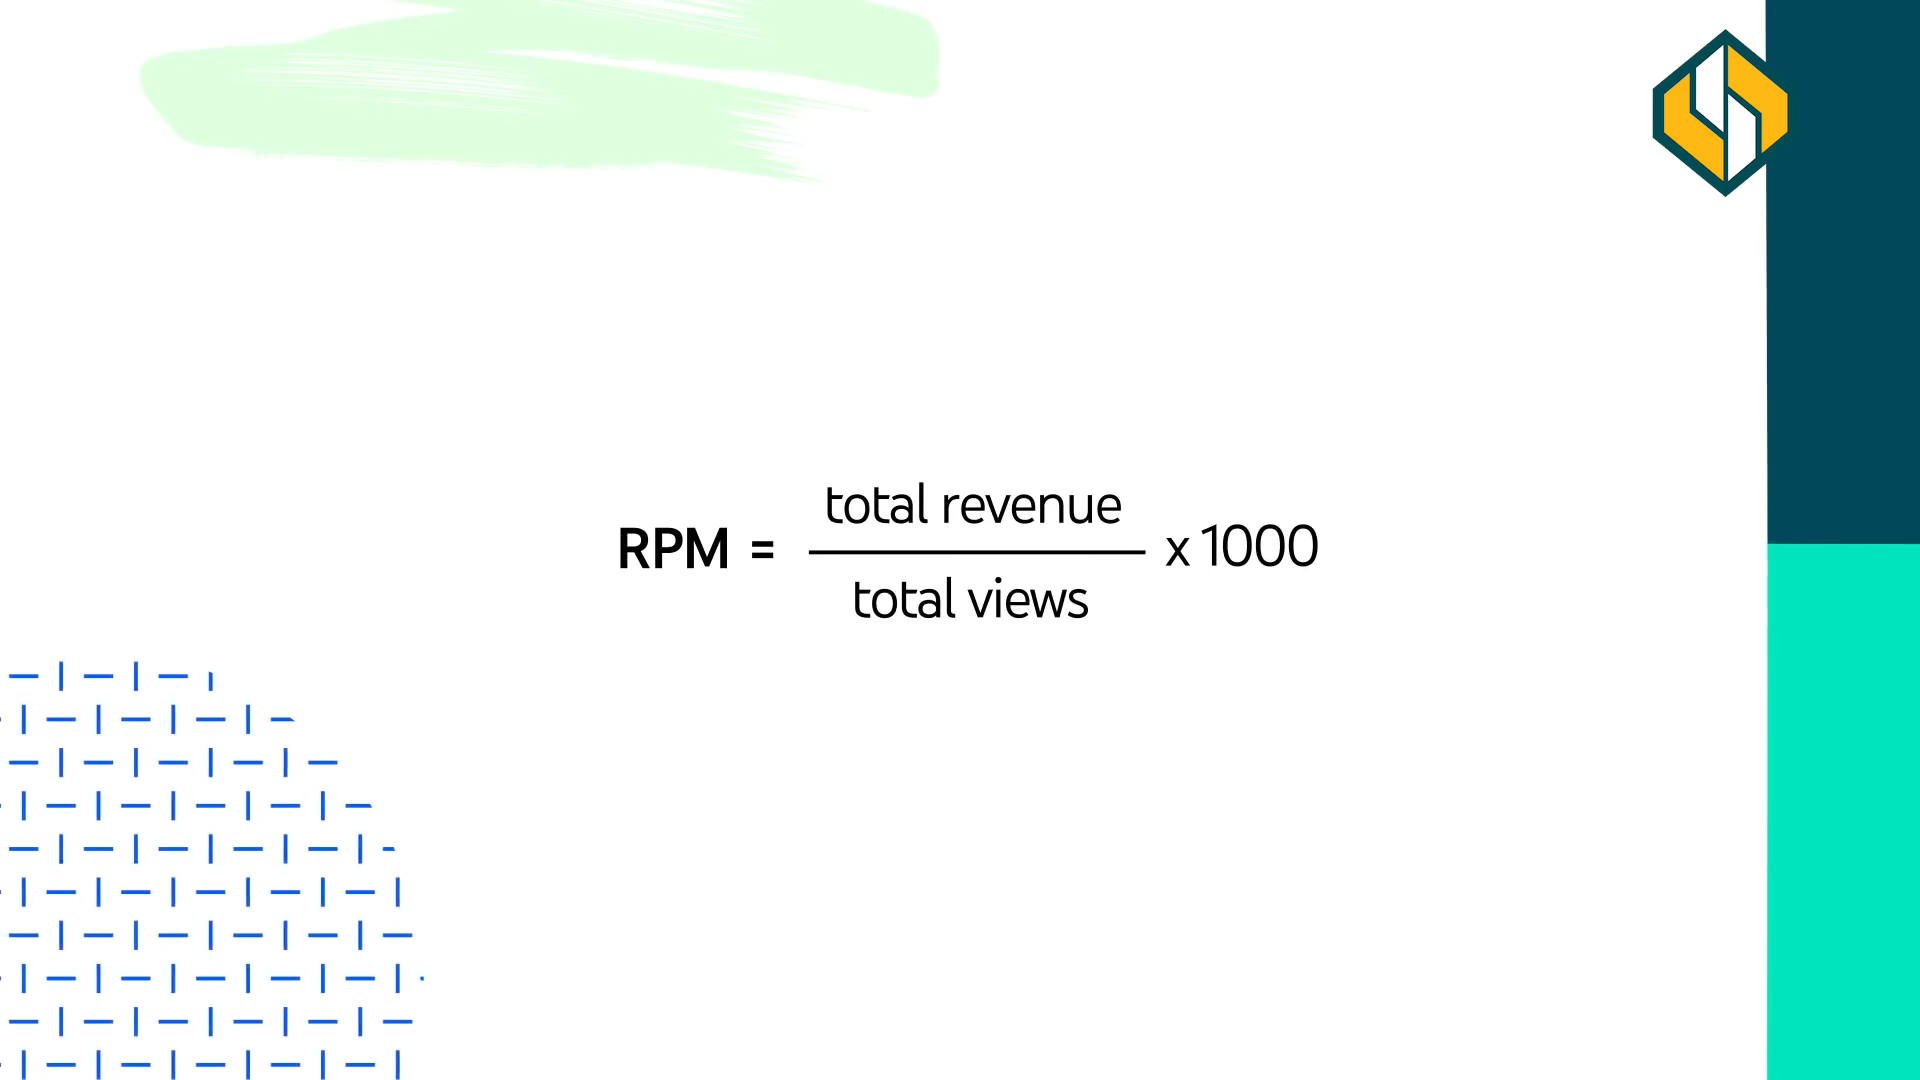 total revenue
RPM = x 1000
total views